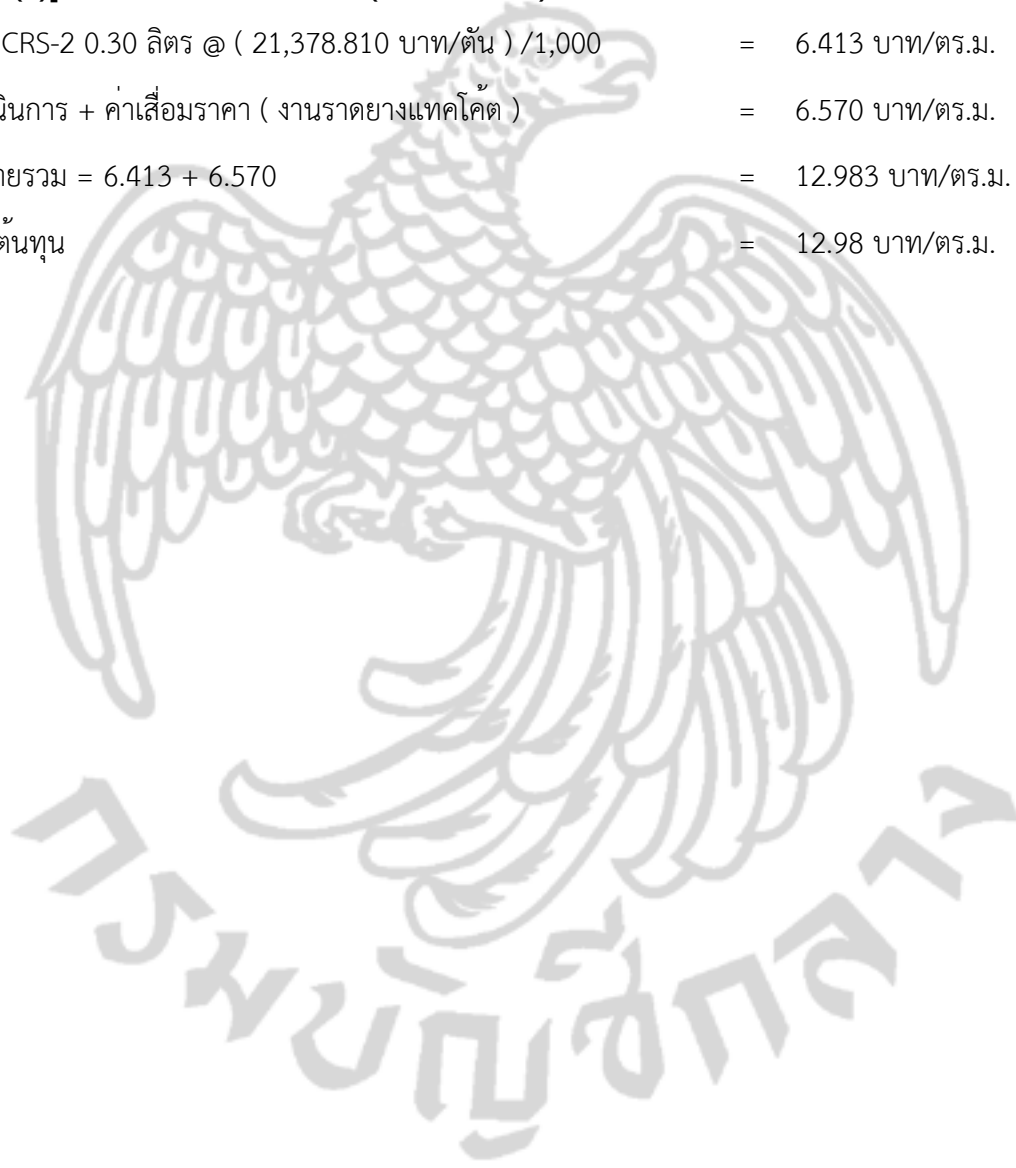 CRS-2 0.30 ลิตร @ ( 21,378.810 บาท/ตัน ) /1,000 = 6.413 บาท/ตร.ม.
นินการ + ค่าเสื่อมราคา ( งานราดยางแทคโค้ต ) = 6.570 บาท/ตร.ม.
ายรวม = 6.413 + 6.570 = 12.983 บาท/ตร.ม.
ต้นทุน = 12.98 บาท/ตร.ม.
กรมบัญชีกลาง